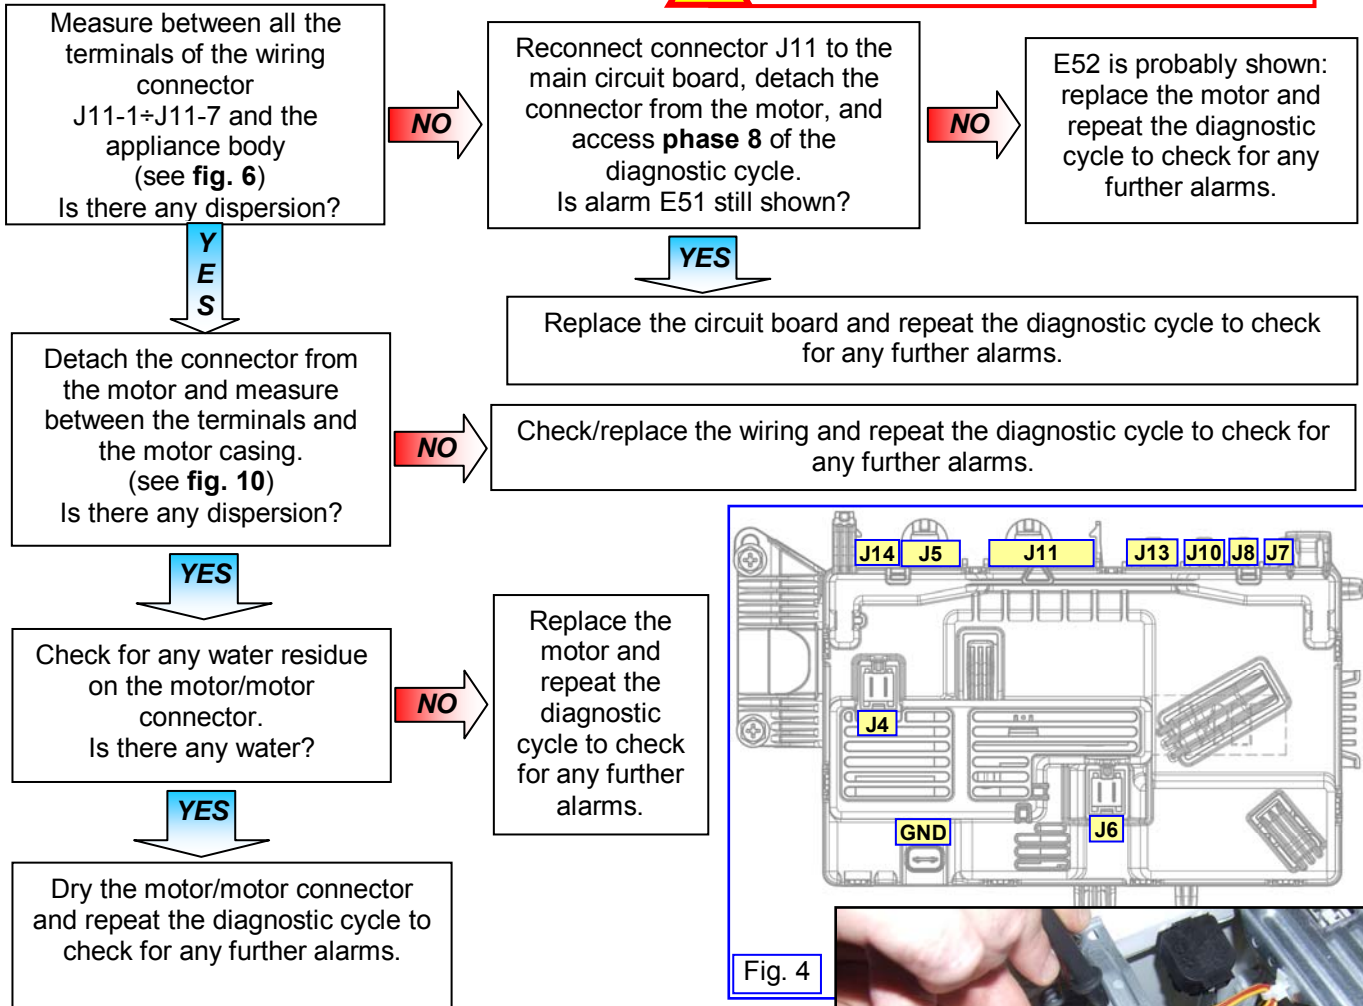 Measure between all the
terminals of the wiring
connector
J11-1÷J11-7 and the
appliance body
(see fig. 6)
Is there any dispersion?
NO
Reconnect connector J11 to the
main circuit board, detach the
connector from the motor, and
access phase 8 of the
diagnostic cycle.
Is alarm E51 still shown?
NO
E52 is probably shown:
replace the motor and
repeat the diagnostic
cycle to check for any
further alarms.
Y
E
S
YES
Replace the circuit board and repeat the diagnostic cycle to check
for any further alarms.
Detach the connector from
the motor and measure
between the terminals and
the motor casing.
(see fig. 10)
Is there any dispersion?
NO
Check/replace the wiring and repeat the diagnostic cycle to check for
any further alarms.
YES
Check for any water residue
on the motor/motor
connector.
Is there any water?
NO
Replace the
motor and
repeat the
diagnostic
cycle to check
for any further
alarms.
YES
Dry the motor/motor connector
and repeat the diagnostic cycle to
check for any further alarms.
J14 J5 J11 J13 J10 J8 J7
J4
J6
GND
Fig. 4